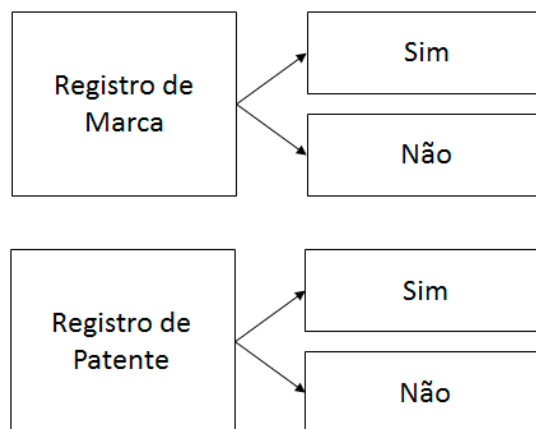 Registro de
Marca
Sim
Não
Registro de
Patente
Sim
Não